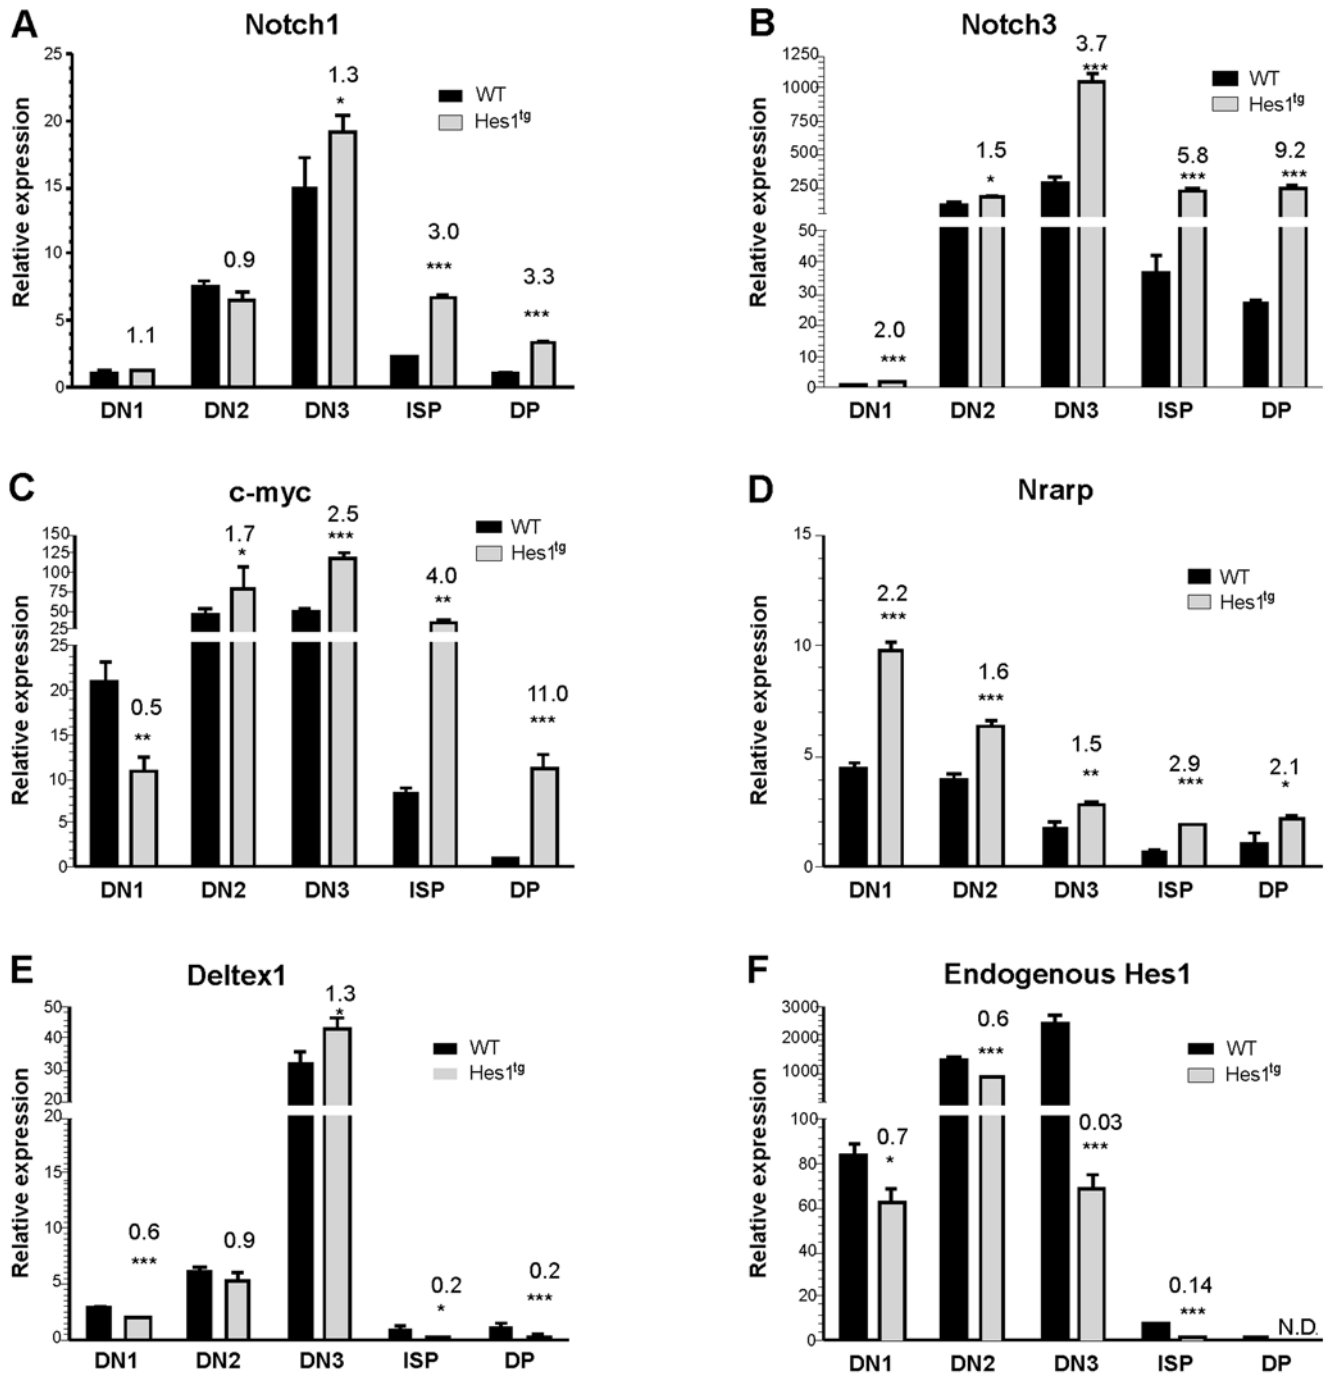 A
Notch1
Relative expression
25
20
15
10
5
0
WT
Hes1tg
1.1
0.9
1.3
*
3.0
***
3.3
***
DN1 DN2 DN3 ISP DP
B
Notch3
Relative expression
1250
1000
750
500
250
50
40
30
20
10
0
WT
Hes1tg
2.0
***
1.5
*
3.7
***
5.8
***
9.2
***
DN1 DN2 DN3 ISP DP
C
c-myc
Relative expression
150
125
100
75
50
25
25
20
15
10
5
0
WT
Hes1tg
0.5
**
1.7
*
2.5
***
4.0
**
11.0
***
DN1 DN2 DN3 ISP DP
D
Nrarp
Relative expression
15
10
5
0
WT
Hes1tg
2.2
***
1.6
***
1.5
**
2.9
***
2.1
*
DN1 DN2 DN3 ISP DP
E
Deltex1
Relative expression
50
40
30
20
20
15
10
5
0
WT
Hes1tg
0.6
***
0.9
1.3
*
0.2
*
0.2
***
DN1 DN2 DN3 ISP DP
F
Endogenous Hes1
Relative expression
3000
2000
1000
100
80
60
40
20
0
WT
Hes1tg
0.7
*
0.6
***
0.03
***
0.14
***
N.D.
DN1 DN2 DN3 ISP DP